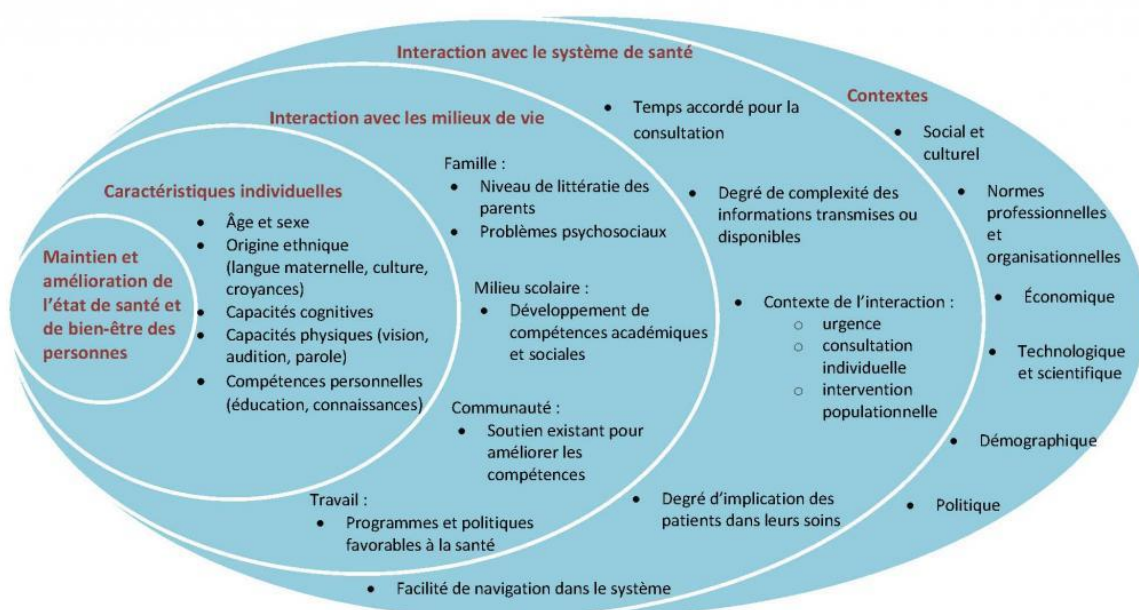 Interaction avec le système de santé
Contextes
Interaction avec les milieux de vie
Caractéristiques individuelles
Maintien et
amélioration de
l'état de santé et
de bien-être des
personnes
• Âge et sexe
• Origine ethnique
(langue maternelle, culture,
croyances)
• Capacités cognitives
• Capacités physiques (vision,
audition, parole)
• Compétences personnelles
(éducation, connaissances)
Famille :
• Niveau de littératie des
parents
• Problèmes psychosociaux
Milieu scolaire :
• Développement de
compétences académiques
et sociales
Communauté :
• Soutien existant pour
améliorer les
compétences
Travail :
• Programmes et politiques
favorables à la santé
• Temps accordé pour la
consultation
• Degré de complexité des
informations transmises ou
disponibles
• Contexte de l'interaction :
○ urgence
○ consultation
individuelle
○ intervention
populationnelle
• Degré d'implication des
patients dans leurs soins
• Facilité de navigation dans le système
• Social et
culturel
• Normes
professionnelles
et
organisationnelles
• Économique
• Technologique
et scientifique
• Démographique
• Politique